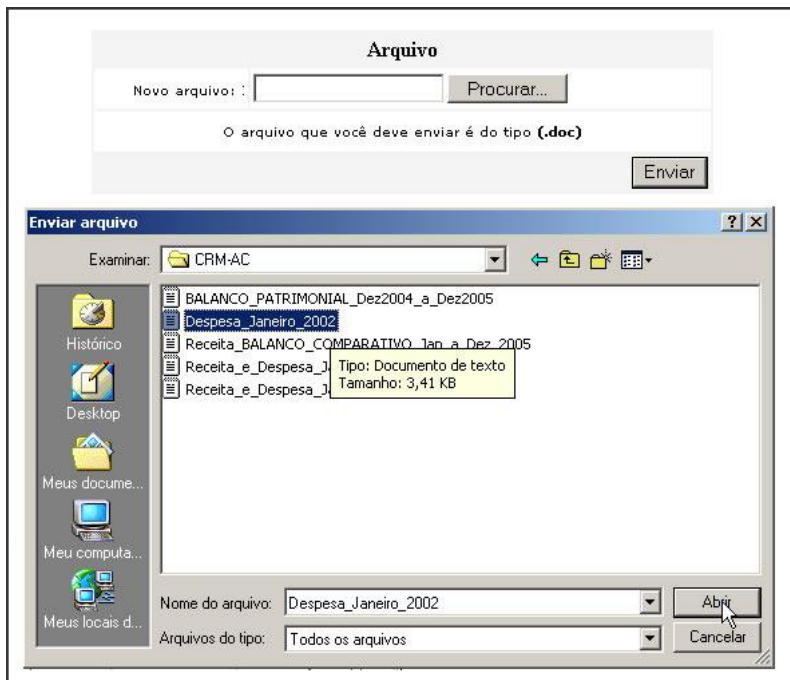 Arquivo
Novo arquivo: :
Procurar...
O arquivo que você deve enviar é do tipo (.doc)
Enviar
Enviar arquivo
Examinar:
CRM-AC
BALANCO_PATRIMONIAL_Dez2004_a_Dez2005
Despesa_Janeiro_2002
Receita_BALANCO_COMPARATIVO_Jan_a_Dez_2005
Receita_e_Despesa_J
Receita_e_Despesa_J
Tipo: Documento de texto
Tamanho: 3,41 KB
Histórico
Desktop
Meus docume...
Meu computa...
Meus locais d...
Nome do arquivo:
Despesa_Janeiro_2002
Abrir
Arquivos do tipo:
Todos os arquivos
Cancelar